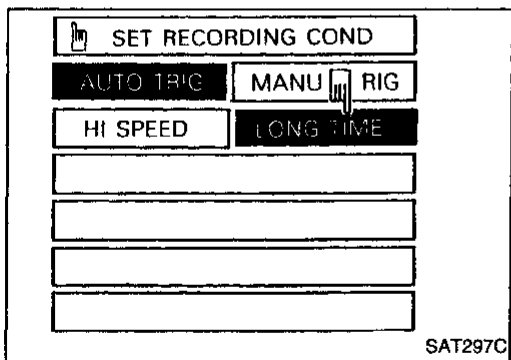 SET RECORDING COND
AUTO TRIG MANU RIG
HI SPEED LONG TIME
SAT297C